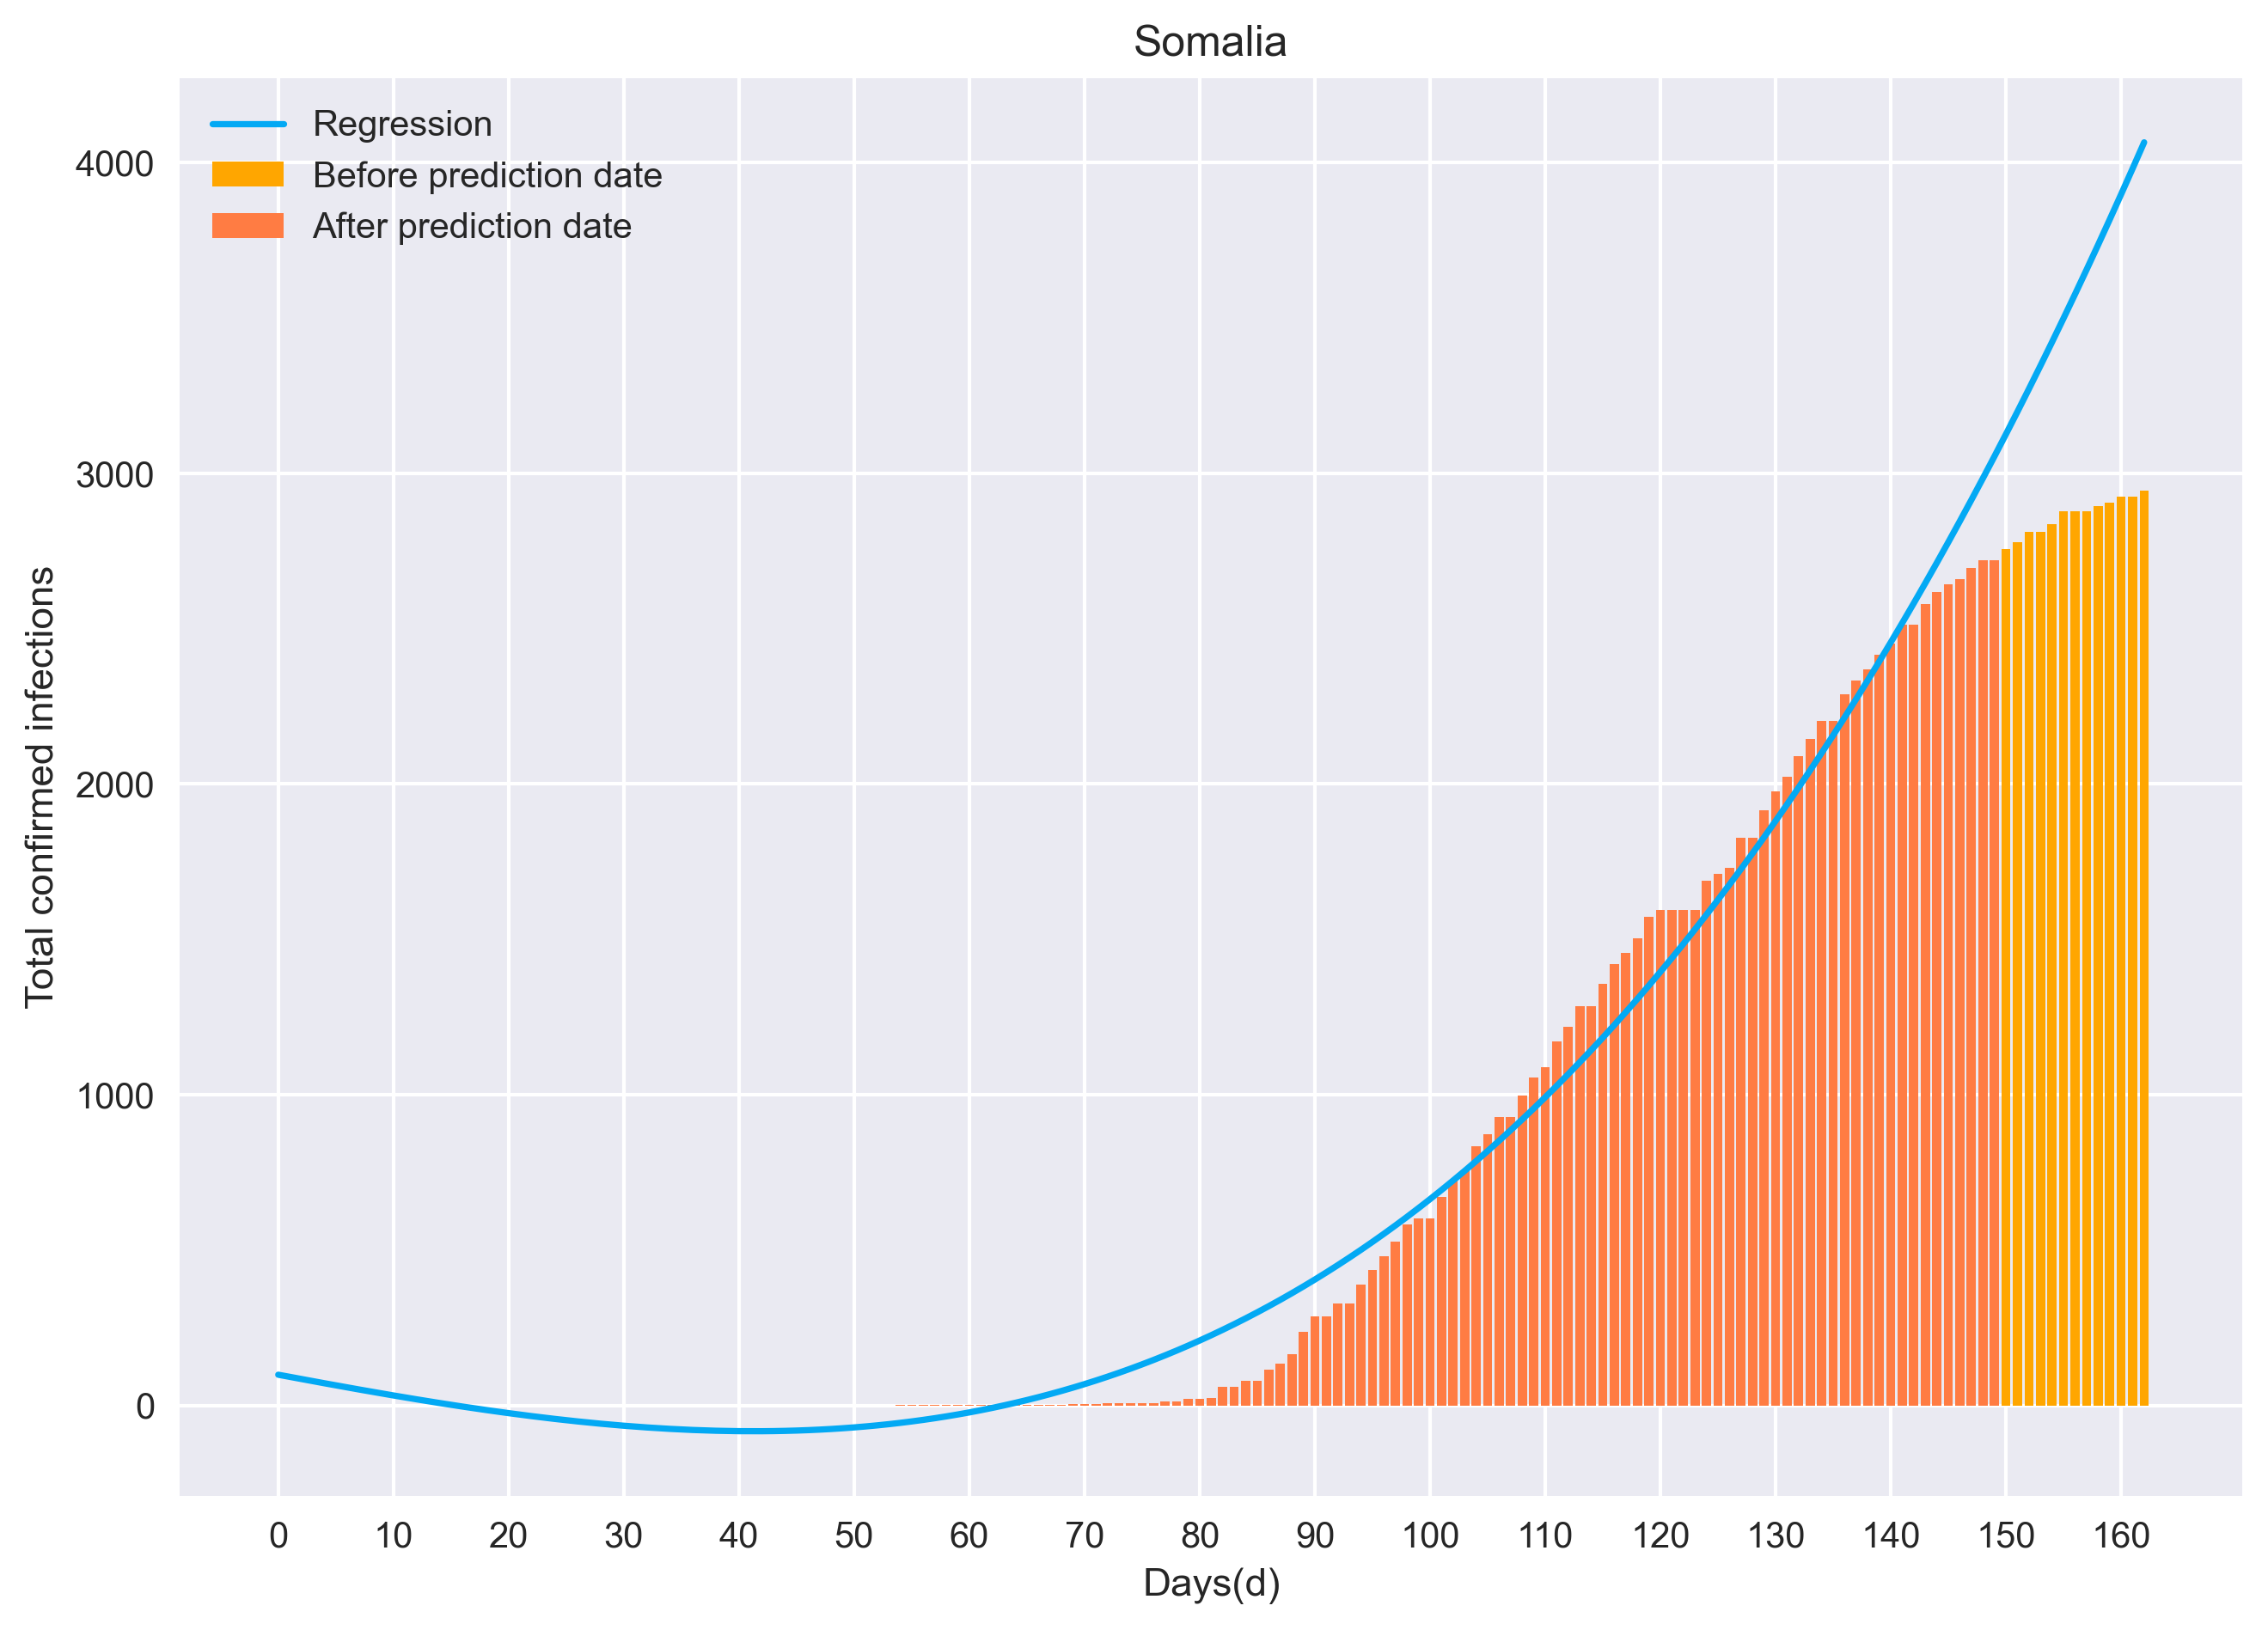 Somalia
Regression
Before prediction date
After prediction date
4000
3000
2000
1000
0
Total confirmed infections
0 10 20 30 40 50 60 70 80 90 100 110 120 130 140 150 160
Days(d)